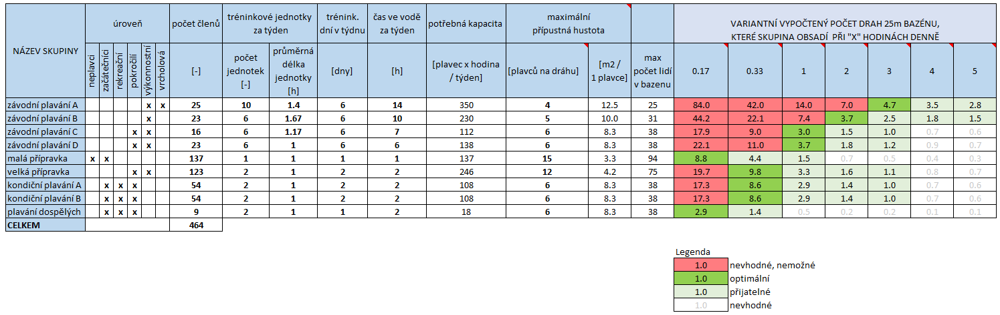 NÁZEV SKUPINY úroveň počet členů tréninkové jednotky za týden trénink. dní v týdnu čas ve vodě za týden potřebná kapacita maximální přípustná hustota VARIANTNÍ VYPOČTENÝ POČET DRAH 25m BAZÉNU, KTERÉ SKUPINA OBSADÍ PŘI "X" HODINÁCH DENNĚ
neplavci začátečníci rekreační pokročilí výkonnostní vrcholová [-] počet jednotek [-] průměrná délka jednotky [h] [dny] [h] [plavec x hodina / týden] [plavců na dráhu] [m2 / 1 plavce] max počet lidí v bazenu 0.17 0.33 1 2 3 4 5
závodní plavání A x x 25 10 1.4 6 14 350 4 12.5 25 84.0 42.0 14.0 7.0 4.7 3.5 2.8
závodní plavání B x 23 6 1.67 6 10 230 5 10.0 31 44.2 22.1 7.4 3.7 2.5 1.8 1.5
závodní plavání C x x 16 6 1.17 6 7 112 6 8.3 38 17.9 9.0 3.0 1.5 1.0 0.7 0.6
závodní plavání D x x 23 6 1 6 6 138 6 8.3 38 22.1 11.0 3.7 1.8 1.2 0.9 0.7
malá přípravka x x 137 1 1 1 1 137 15 3.3 94 8.8 4.4 1.5 0.7 0.5 0.4 0.3
velká přípravka x x 123 2 1 2 2 246 12 4.2 75 19.7 9.8 3.3 1.6 1.1 0.8 0.7
kondiční plavání A x x x 54 2 1 2 2 108 6 8.3 38 17.3 8.6 2.9 1.4 1.0 0.7 0.6
kondiční plavání B x x x 54 2 1 2 2 108 6 8.3 38 17.3 8.6 2.9 1.4 1.0 0.7 0.6
plavání dospělých x x x 9 2 1 1 2 18 6 8.3 38 2.9 1.4 0.5 0.2 0.2 0.1 0.1
CELKEM 464
Legenda
1.0 nevhodné, nemožné
1.0 optimální
1.0 přijatelné
1.0 nevhodné